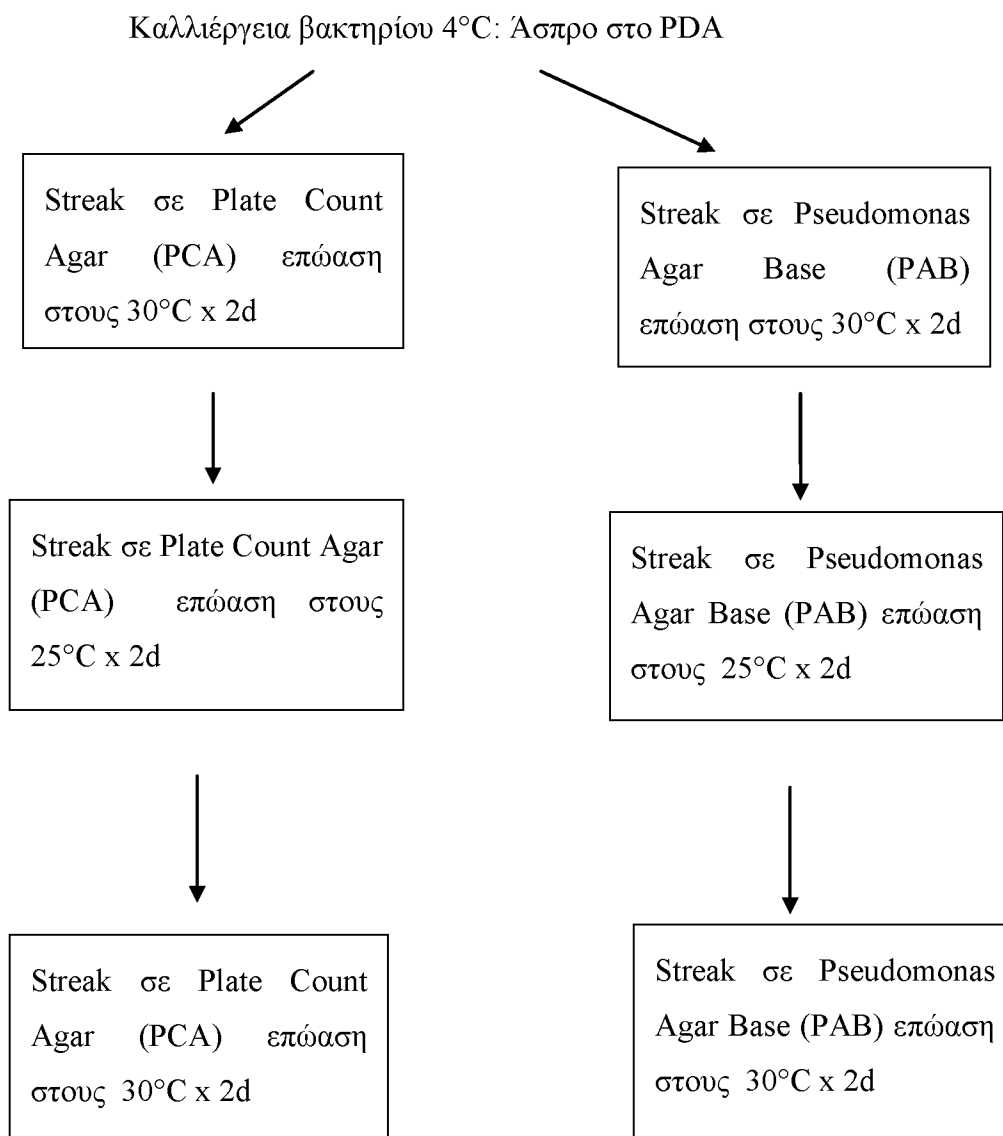 Καλλιέργεια βακτηρίου 4°C: Άσπρο στο PDA
Streak σε Plate Count
Agar (PCA) επώαση
στους 30°C x 2d
Streak σε Pseudomonas
Agar Base (PAB)
επώαση στους 30°C x 2d
Streak σε Plate Count Agar
(PCA) επώαση στους
25°C x 2d
Streak σε Pseudomonas
Agar Base (PAB) επώαση
στους 25°C x 2d
Streak σε Plate Count
Agar (PCA) επώαση
στους 30°C x 2d
Streak σε Pseudomonas
Agar Base (PAB) επώαση
στους 30°C x 2d